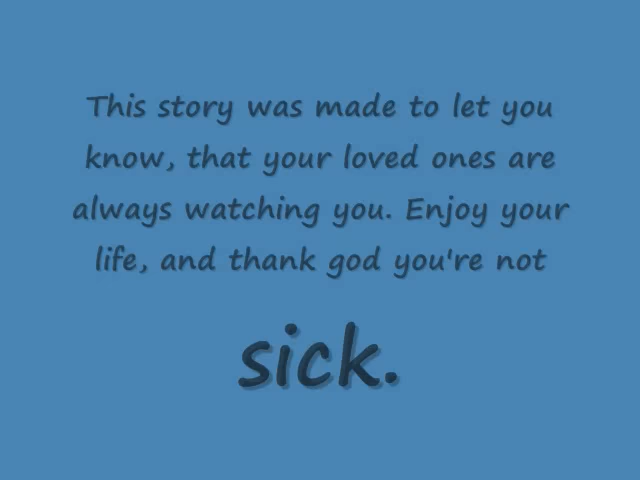 This story was made to let you
know, that your loved ones are
always watching you. Enjoy your
life, and thank god you're not
sick.